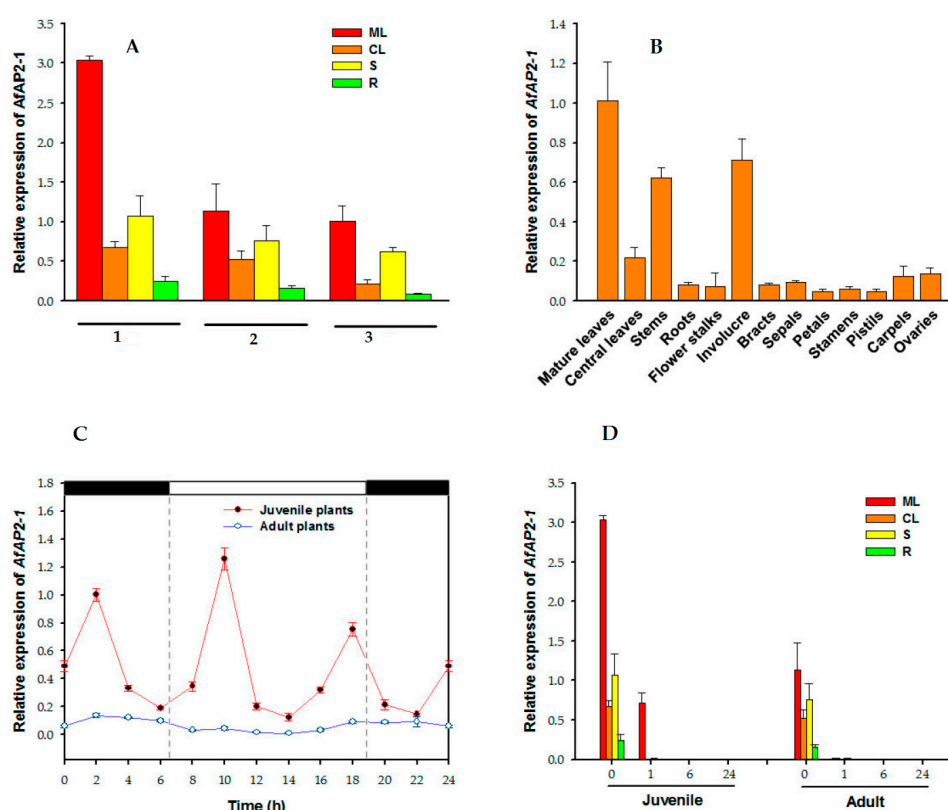 A
Relative expression of AfAP2-1
3.5
3.0
2.5
2.0
1.5
1.0
0.5
0.0
ML
CL
S
R
1 2 3
B
Relative expression of AfAP2-1
1.4
1.2
1.0
0.8
0.6
0.4
0.2
0.0
Mature leaves
Central leaves
Stems
Roots
Flower stalks
Involucre
Bracts
Sepals
Petals
Stamens
Pistils
Carpels
Ovaries
C
Relative expression of AfAP2-1
1.8
1.6
1.4
1.2
1.0
0.8
0.6
0.4
0.2
0.0
Juvenile plants
Adult plants
0 2 4 6 8 10 12 14 16 18 20 22 24
Time (h)
D
Relative expression of AfAP2-1
3.5
3.0
2.5
2.0
1.5
1.0
0.5
0.0
ML
CL
S
R
0 1 6 24 0 1 6 24
Juvenile Adult